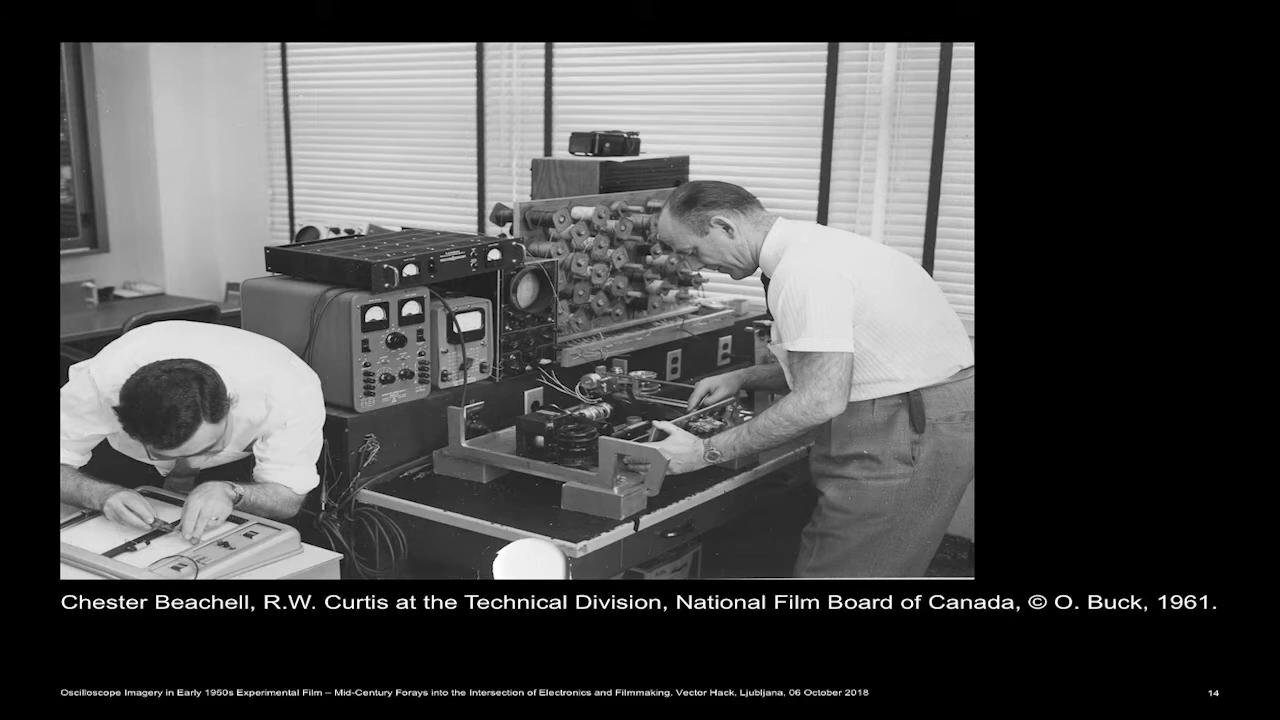 Chester Beachell, R.W. Curtis at the Technical Division, National Film Board of Canada, © O. Buck, 1961.
Oscilloscope Imagery in Early 1950s Experimental Film – Mid-Century Forays into the Intersection of Electronics and Filmmaking. Vector Hack, Ljubljana, 06 October 2018
14